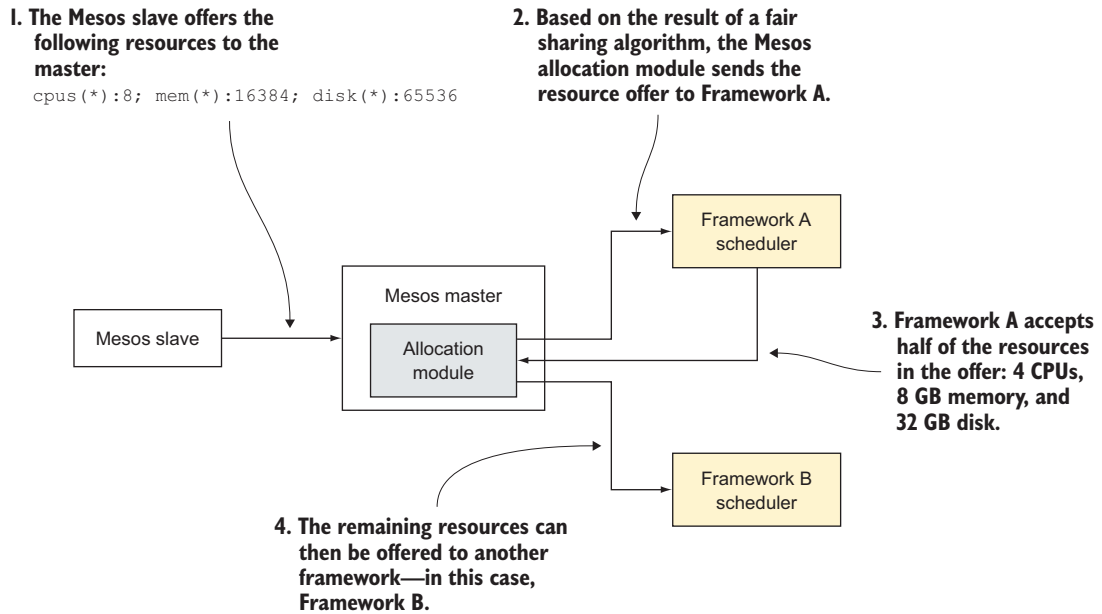 1. The Mesos slave offers the
following resources to the
master:
cpus(*):8; mem(*):16384; disk(*):65536
2. Based on the result of a fair
sharing algorithm, the Mesos
allocation module sends the
resource offer to Framework A.
Framework A
scheduler
Mesos master
Mesos slave
Allocation
module
3. Framework A accepts
half of the resources
in the offer: 4 CPUs,
8 GB memory, and
32 GB disk.
Framework B
scheduler
4. The remaining resources can
then be offered to another
framework—in this case,
Framework B.